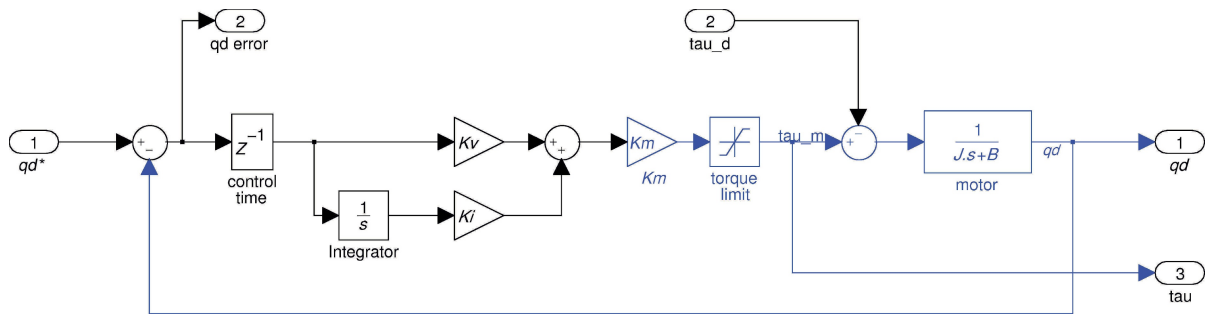 2
qd error
2
tau_d
1
qd*
+
−
z⁻¹
control
time
Kv
+
+
Km
Km
torque
limit
tau_m
−
+
1
J.s+B
motor
qd
1
qd
1
s
Integrator
Ki
3
tau